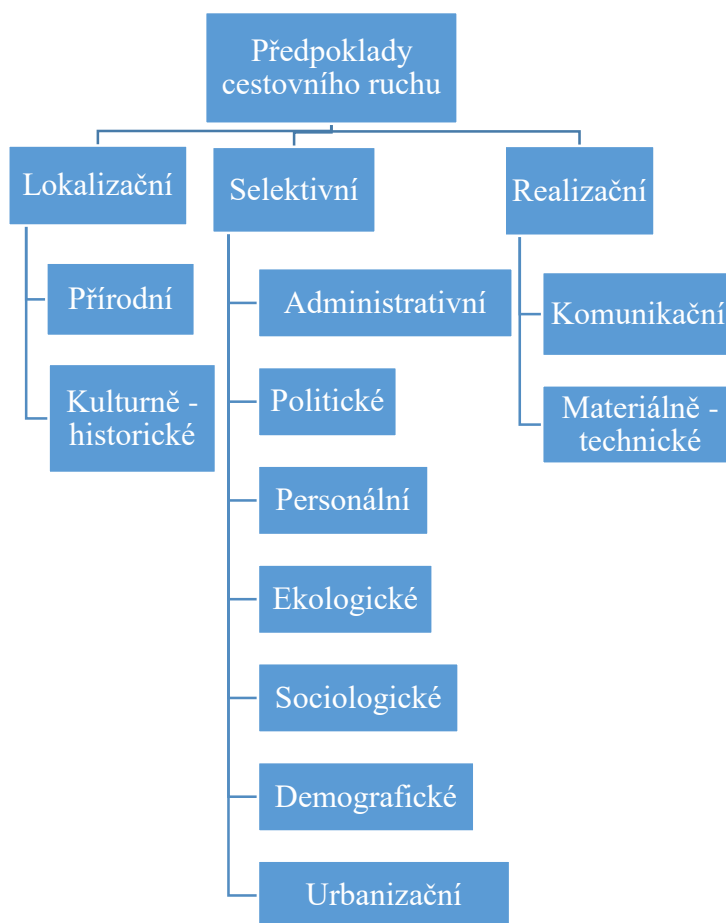 Předpoklady
cestovního ruchu
Lokalizační
Selektivní
Realizační
Přírodní
Kulturně -
historické
Administrativní
Politické
Personální
Ekologické
Sociologické
Demografické
Urbanizační
Komunikační
Materiálně -
technické